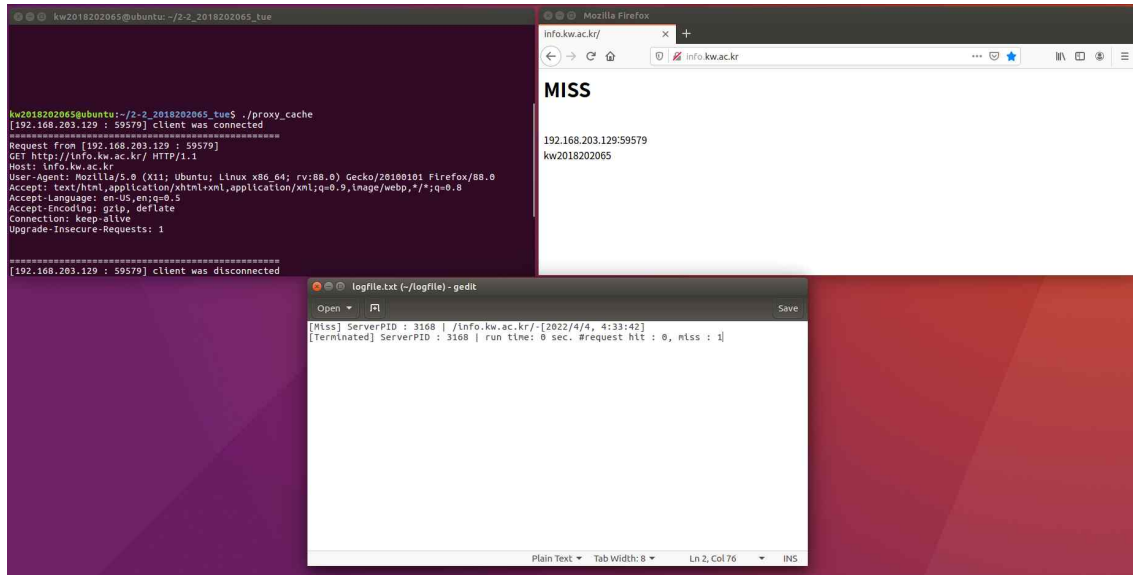 kw2018202065@ubuntu: ~/2-2_2018202065_tue
kw2018202065@ubuntu:~/2-2_2018202065_tue$ ./proxy_cache
[192.168.203.129 : 59579] client was connected
================================================
Request from [192.168.203.129 : 59579]
GET http://info.kw.ac.kr/ HTTP/1.1
Host: info.kw.ac.kr
User-Agent: Mozilla/5.0 (X11; Ubuntu; Linux x86_64; rv:88.0) Gecko/20100101 Firefox/88.0
Accept: text/html,application/xhtml+xml,application/xml;q=0.9,image/webp,*/*;q=0.8
Accept-Language: en-US,en;q=0.5
Accept-Encoding: gzip, deflate
Connection: keep-alive
Upgrade-Insecure-Requests: 1
================================================
[192.168.203.129 : 59579] client was disconnected
Mozilla Firefox
info.kw.ac.kr/
info.kw.ac.kr
MISS
192.168.203.129:59579
kw2018202065
logfile.txt (~/logfile) - gedit
Open Save
[Miss] ServerPID : 3168 | /info.kw.ac.kr/-[2022/4/4, 4:33:42]
[Terminated] ServerPID : 3168 | run time: 0 sec. #request hit : 0, miss : 1
Plain Text Tab Width: 8 Ln 2, Col 76 INS